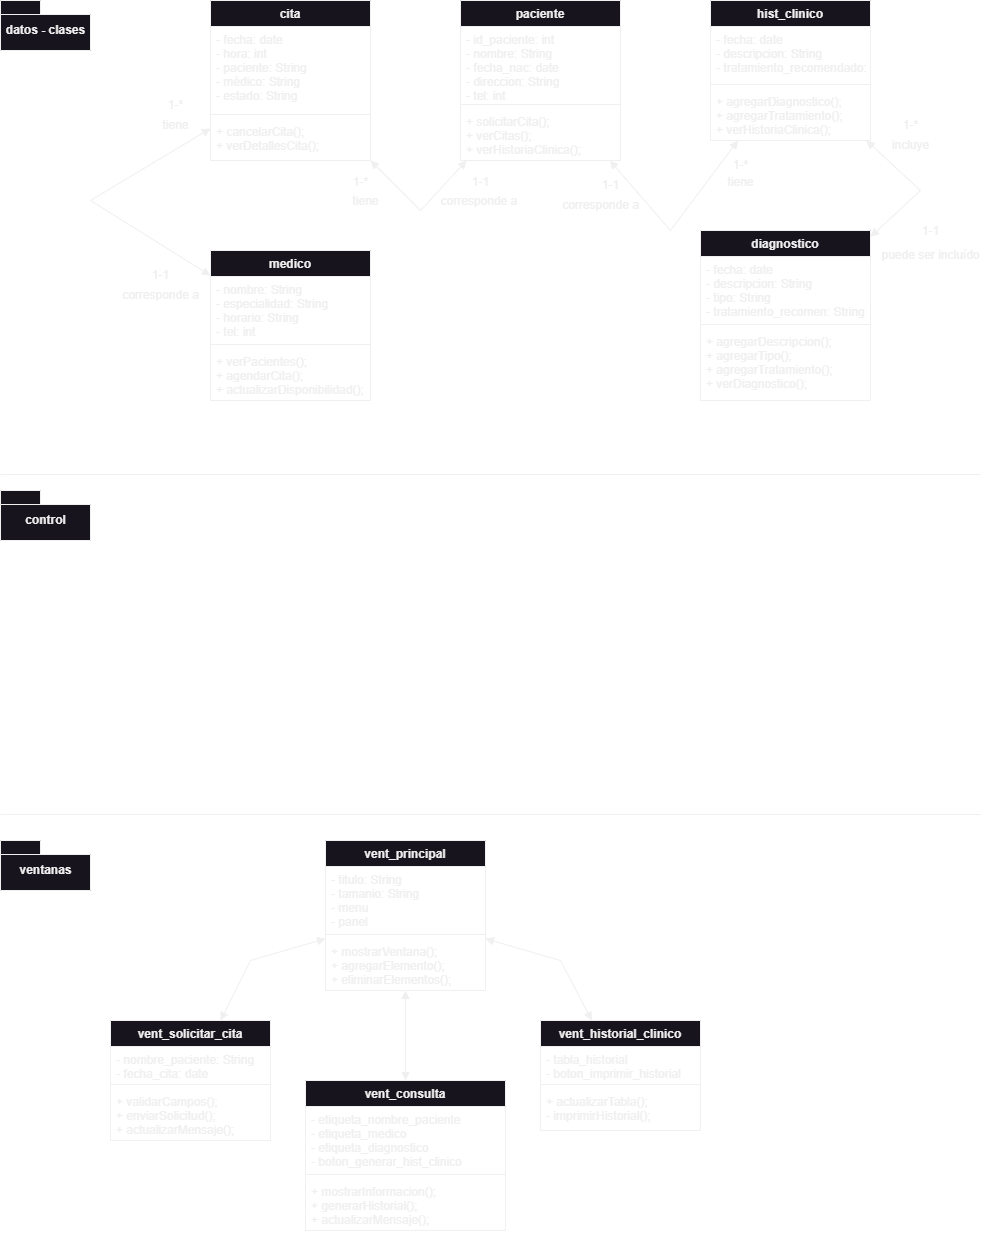 datos - clases
cita
- fecha: date
- hora: int
- paciente: String
- médico: String
- estado: String
+ cancelarCita();
+ verDetallesCita();
paciente
- id_paciente: int
- nombre: String
- fecha_nac: date
- direccion: String
- tel: int
+ solicitarCita();
+ verCitas();
+ verHistoriaClinica();
hist_clinico
- fecha: date
- descripcion: String
- tratamiento_recomendado:
+ agregarDiagnostico();
+ agregarTratamiento();
+ verHistoriaClinica();
1-*
tiene
1-*
tiene
1-1
corresponde a
1-1
corresponde a
1-*
tiene
1-*
incluye
1-1
puede ser incluído
1-1
corresponde a
medico
- nombre: String
- especialidad: String
- horario: String
- tel: int
+ verPacientes();
+ agendarCita();
+ actualizarDisponibilidad();
diagnostico
- fecha: date
- descripcion: String
- tipo: String
- tratamiento_recomen: String
+ agregarDescripcion();
+ agregarTipo();
+ agregarTratamiento();
+ verDiagnostico();
control
ventanas
vent_principal
- titulo: String
- tamanio: String
- menu
- panel
+ mostrarVentana();
+ agregarElemento();
+ eliminarElementos();
vent_solicitar_cita
- nombre_paciente: String
- fecha_cita: date
+ validarCampos();
+ enviarSolicitud();
+ actualizarMensaje();
vent_consulta
- etiqueta_nombre_paciente
- etiqueta_medico
- etiqueta_diagnostico
- boton_generar_hist_clinico
+ mostrarInformacion();
+ generarHistorial();
+ actualizarMensaje();
vent_historial_clinico
- tabla_historial
- boton_imprimir_historial
+ actualizarTabla();
- imprimirHistorial();